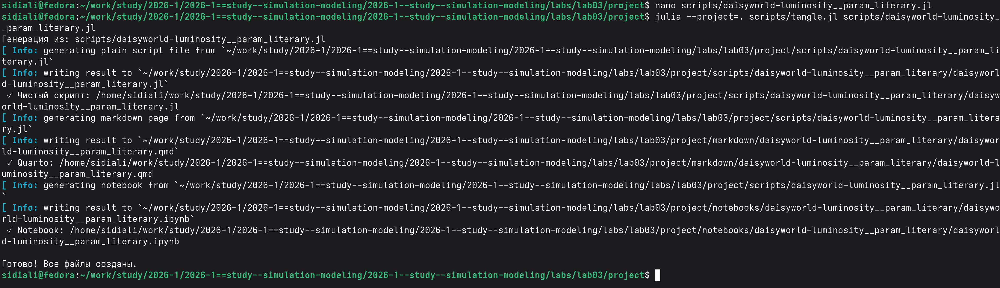 sidiali@fedora:~/work/study/2026-1/2026-1==study--simulation-modeling/2026-1--study--simulation-modeling/labs/lab03/project$ nano scripts/daisyworld-luminosity__param_literary.jl
sidiali@fedora:~/work/study/2026-1/2026-1==study--simulation-modeling/2026-1--study--simulation-modeling/labs/lab03/project$ julia --project=. scripts/tangle.jl scripts/daisyworld-luminosity_
_param_literary.jl
Генерация из: scripts/daisyworld-luminosity__param_literary.jl
[ Info: generating plain script file from `~/work/study/2026-1/2026-1==study--simulation-modeling/2026-1--study--simulation-modeling/labs/lab03/project/scripts/daisyworld-luminosity__param_li
terary.jl`
[ Info: writing result to `~/work/study/2026-1/2026-1==study--simulation-modeling/2026-1--study--simulation-modeling/labs/lab03/project/scripts/daisyworld-luminosity__param_literary/daisyworl
d-luminosity__param_literary.jl`
✓ Чистый скрипт: /home/sidiali/work/study/2026-1/2026-1==study--simulation-modeling/2026-1--study--simulation-modeling/labs/lab03/project/scripts/daisyworld-luminosity__param_literary/daisyw
orld-luminosity__param_literary.jl
[ Info: generating markdown page from `~/work/study/2026-1/2026-1==study--simulation-modeling/2026-1--study--simulation-modeling/labs/lab03/project/scripts/daisyworld-luminosity__param_litera
ry.jl`
[ Info: writing result to `~/work/study/2026-1/2026-1==study--simulation-modeling/2026-1--study--simulation-modeling/labs/lab03/project/markdown/daisyworld-luminosity__param_literary/daisywor
ld-luminosity__param_literary.qmd`
✓ Quarto: /home/sidiali/work/study/2026-1/2026-1==study--simulation-modeling/2026-1--study--simulation-modeling/labs/lab03/project/markdown/daisyworld-luminosity__param_literary/daisyworld-l
uminosity__param_literary.qmd
[ Info: generating notebook from `~/work/study/2026-1/2026-1==study--simulation-modeling/2026-1--study--simulation-modeling/labs/lab03/project/scripts/daisyworld-luminosity__param_literary.jl
`
[ Info: writing result to `~/work/study/2026-1/2026-1==study--simulation-modeling/2026-1--study--simulation-modeling/labs/lab03/project/notebooks/daisyworld-luminosity__param_literary/daisywo
rld-luminosity__param_literary.ipynb`
✓ Notebook: /home/sidiali/work/study/2026-1/2026-1==study--simulation-modeling/2026-1--study--simulation-modeling/labs/lab03/project/notebooks/daisyworld-luminosity__param_literary/daisyworl
d-luminosity__param_literary.ipynb
Готово! Все файлы созданы.
sidiali@fedora:~/work/study/2026-1/2026-1==study--simulation-modeling/2026-1--study--simulation-modeling/labs/lab03/project$